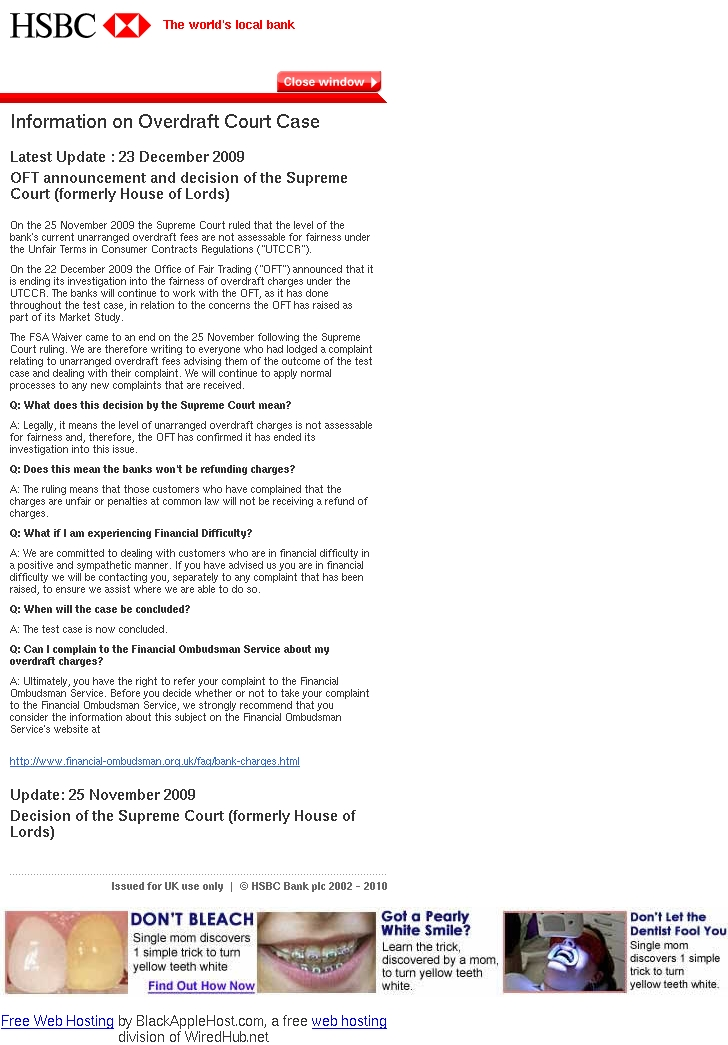 HSBC The world's local bank
Close window
Information on Overdraft Court Case
Latest Update : 23 December 2009
OFT announcement and decision of the Supreme
Court (formerly House of Lords)
On the 25 November 2009 the Supreme Court ruled that the level of the
bank's current unarranged overdraft fees are not assessable for fairness under
the Unfair Terms in Consumer Contracts Regulations ("UTCCR").
On the 22 December 2009 the Office of Fair Trading ("OFT") announced that it
is ending its investigation into the fairness of overdraft charges under the
UTCCR. The banks will continue to work with the OFT, as it has done
throughout the test case, in relation to the concerns the OFT has raised as
part of its Market Study.
The FSA Waiver came to an end on the 25 November following the Supreme
Court ruling. We are therefore writing to everyone who had lodged a complaint
relating to unarranged overdraft fees advising them of the outcome of the test
case and dealing with their complaint. We will continue to apply normal
processes to any new complaints that are received.
Q: What does this decision by the Supreme Court mean?
A: Legally, it means the level of unarranged overdraft charges is not assessable
for fairness and, therefore, the OFT has confirmed it has ended its
investigation into this issue.
Q: Does this mean the banks won't be refunding charges?
A: The ruling means that those customers who have complained that the
charges are unfair or penalties at common law will not be receiving a refund of
charges.
Q: What if I am experiencing Financial Difficulty?
A: We are committed to dealing with customers who are in financial difficulty in
a positive and sympathetic manner. If you have advised us you are in financial
difficulty we will be contacting you, separately to any complaint that has been
raised, to ensure we assist where we are able to do so.
Q: When will the case be concluded?
A: The test case is now concluded.
Q: Can I complain to the Financial Ombudsman Service about my
overdraft charges?
A: Ultimately, you have the right to refer your complaint to the Financial
Ombudsman Service. Before you decide whether or not to take your complaint
to the Financial Ombudsman Service, we strongly recommend that you
consider the information about this subject on the Financial Ombudsman
Service's website at
http://www.financial-ombudsman.org.uk/faq/bank-charges.html
Update: 25 November 2009
Decision of the Supreme Court (formerly House of
Lords)
Issued for UK use only | © HSBC Bank plc 2002 - 2010
DON'T BLEACH
Single mom discovers
1 simple trick to turn
yellow teeth white
Find Out How Now
Got a Pearly
White Smile?
Learn the trick,
discovered by a mom,
to turn yellow teeth
white.
Don't Let the
Dentist Fool You
Single mom
discovers 1 simple
trick to turn
yellow teeth white.
Free Web Hosting by BlackAppleHost.com, a free web hosting
division of WiredHub.net